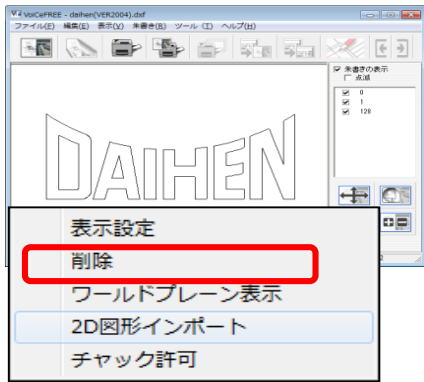 VoiCeFREE - daihen(VER2004).dxf
ファイル(F) 編集(E) 表示(V) 朱書き(R) ツール(T) ヘルプ(H)
朱書きの表示
点滅
0
1
128
DAIHEN
表示設定
削除
ワールドプレーン表示
2D図形インポート
チャック許可